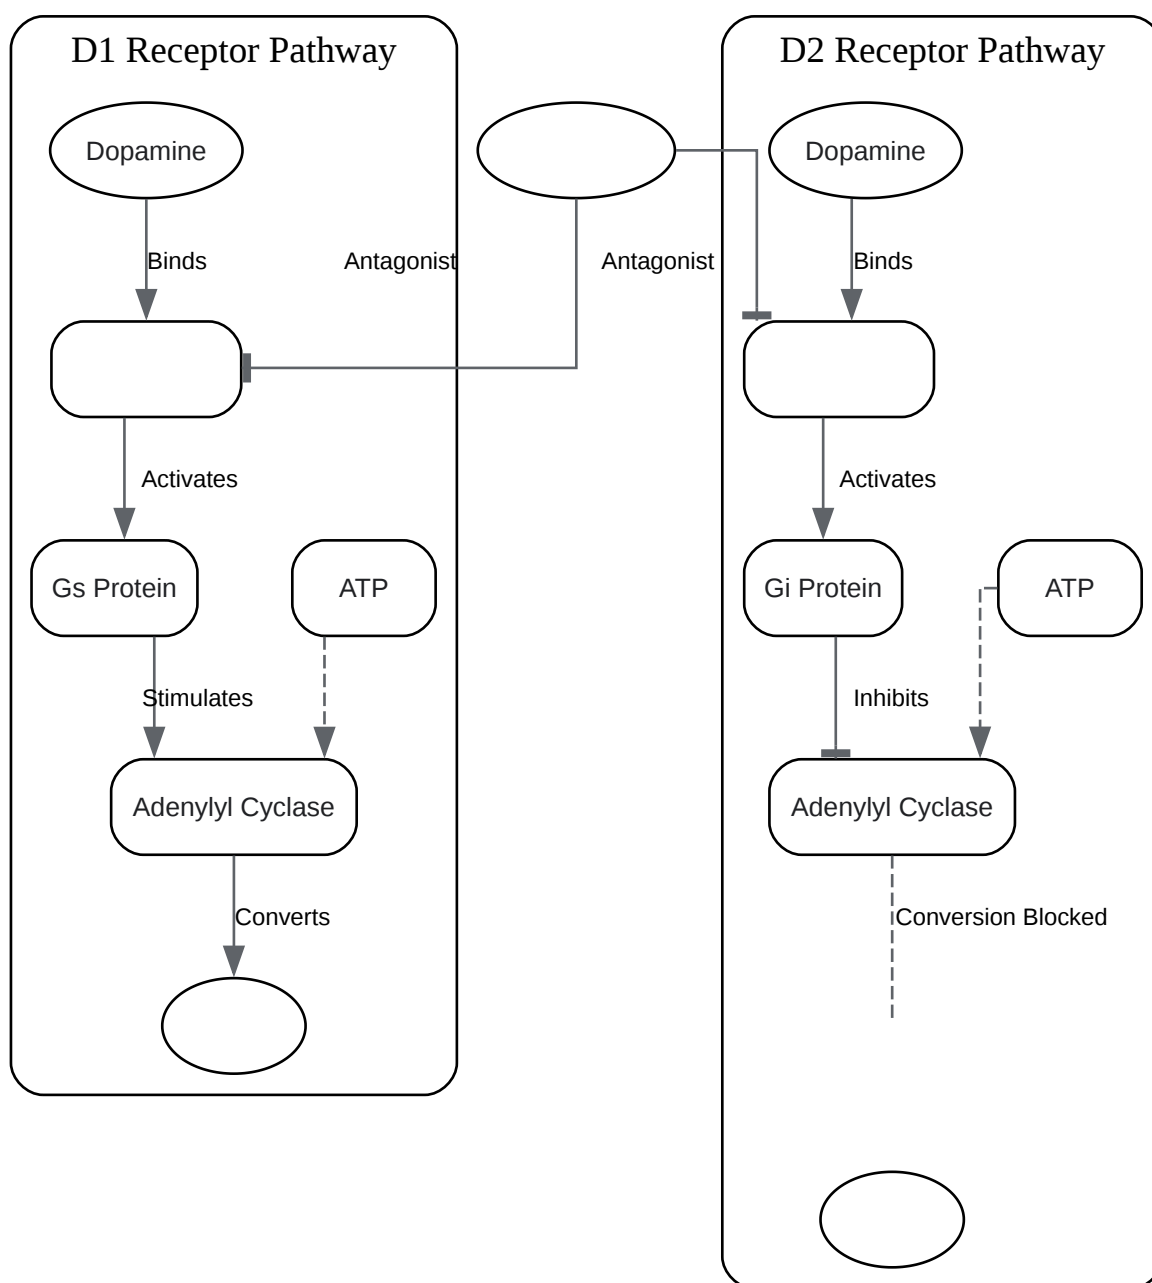 D1 Receptor Pathway
D2 Receptor Pathway
Dopamine
Dopamine
Binds
Antagonist
Antagonist
Binds
Activates
Activates
Gs Protein
ATP
Gi Protein
ATP
Stimulates
Inhibits
Adenylyl Cyclase
Adenylyl Cyclase
Converts
Conversion Blocked